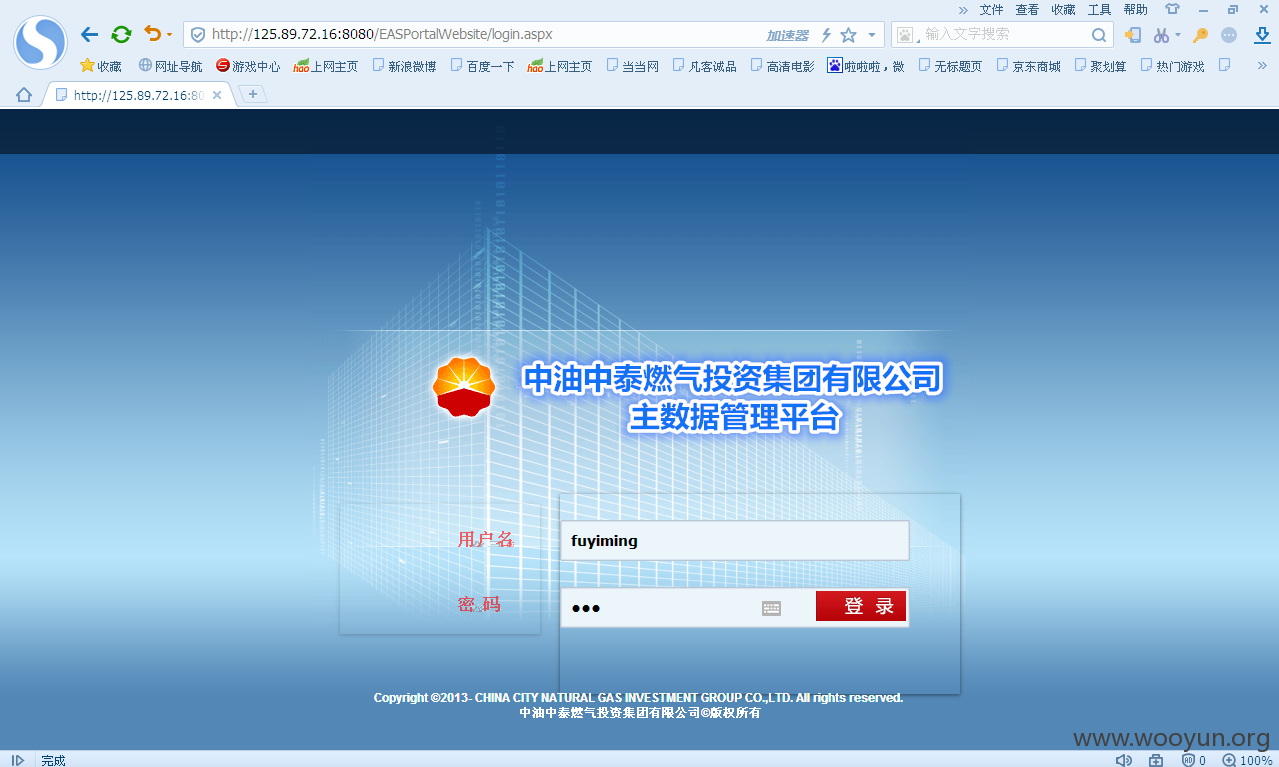 » 文件 查看 收藏 工具 帮助
http://125.89.72.16:8080/EASPortalWebsite/login.aspx 加速器 输入文字搜索
收藏 网址导航 游戏中心 hao上网主页 新浪微博 百度一下 hao上网主页 当当网 凡客诚品 高清电影 啦啦啦，微 无标题页 京东商城 聚划算 热门游戏 »
http://125.89.72.16:80
中油中泰燃气投资集团有限公司
主数据管理平台
用户名
fuyiming
密码
登 录
Copyright ©2013- CHINA CITY NATURAL GAS INVESTMENT GROUP CO.,LTD. All rights reserved.
中油中泰燃气投资集团有限公司©版权所有
www.wooyun.org
完成 0 100%